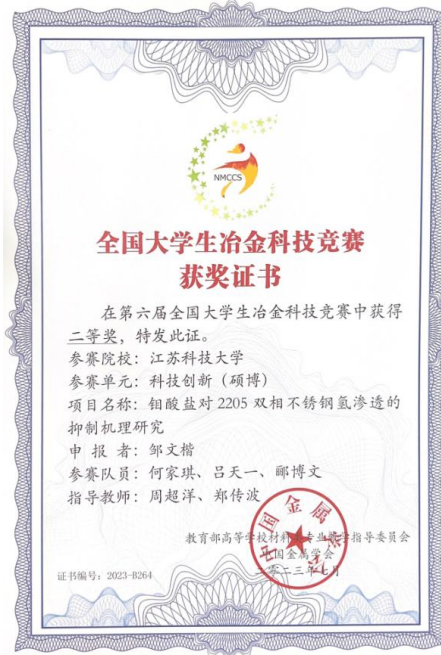 NMCCS
全国大学生冶金科技竞赛
获奖证书
在第六届全国大学生冶金科技竞赛中获得
二等奖，特发此证。
参赛院校：江苏科技大学
参赛单元：科技创新（硕博）
项目名称：钼酸盐对2205双相不锈钢氢渗透的
抑制机理研究
申报者：邹文楷
参赛队员：何家琪、吕天一、郦博文
指导教师：周超洋、郑传波
教育部高等学校材料类专业教学指导委员会
中国金属学会
二零二三年七月
证书编号：2023-B264
中国金属学会